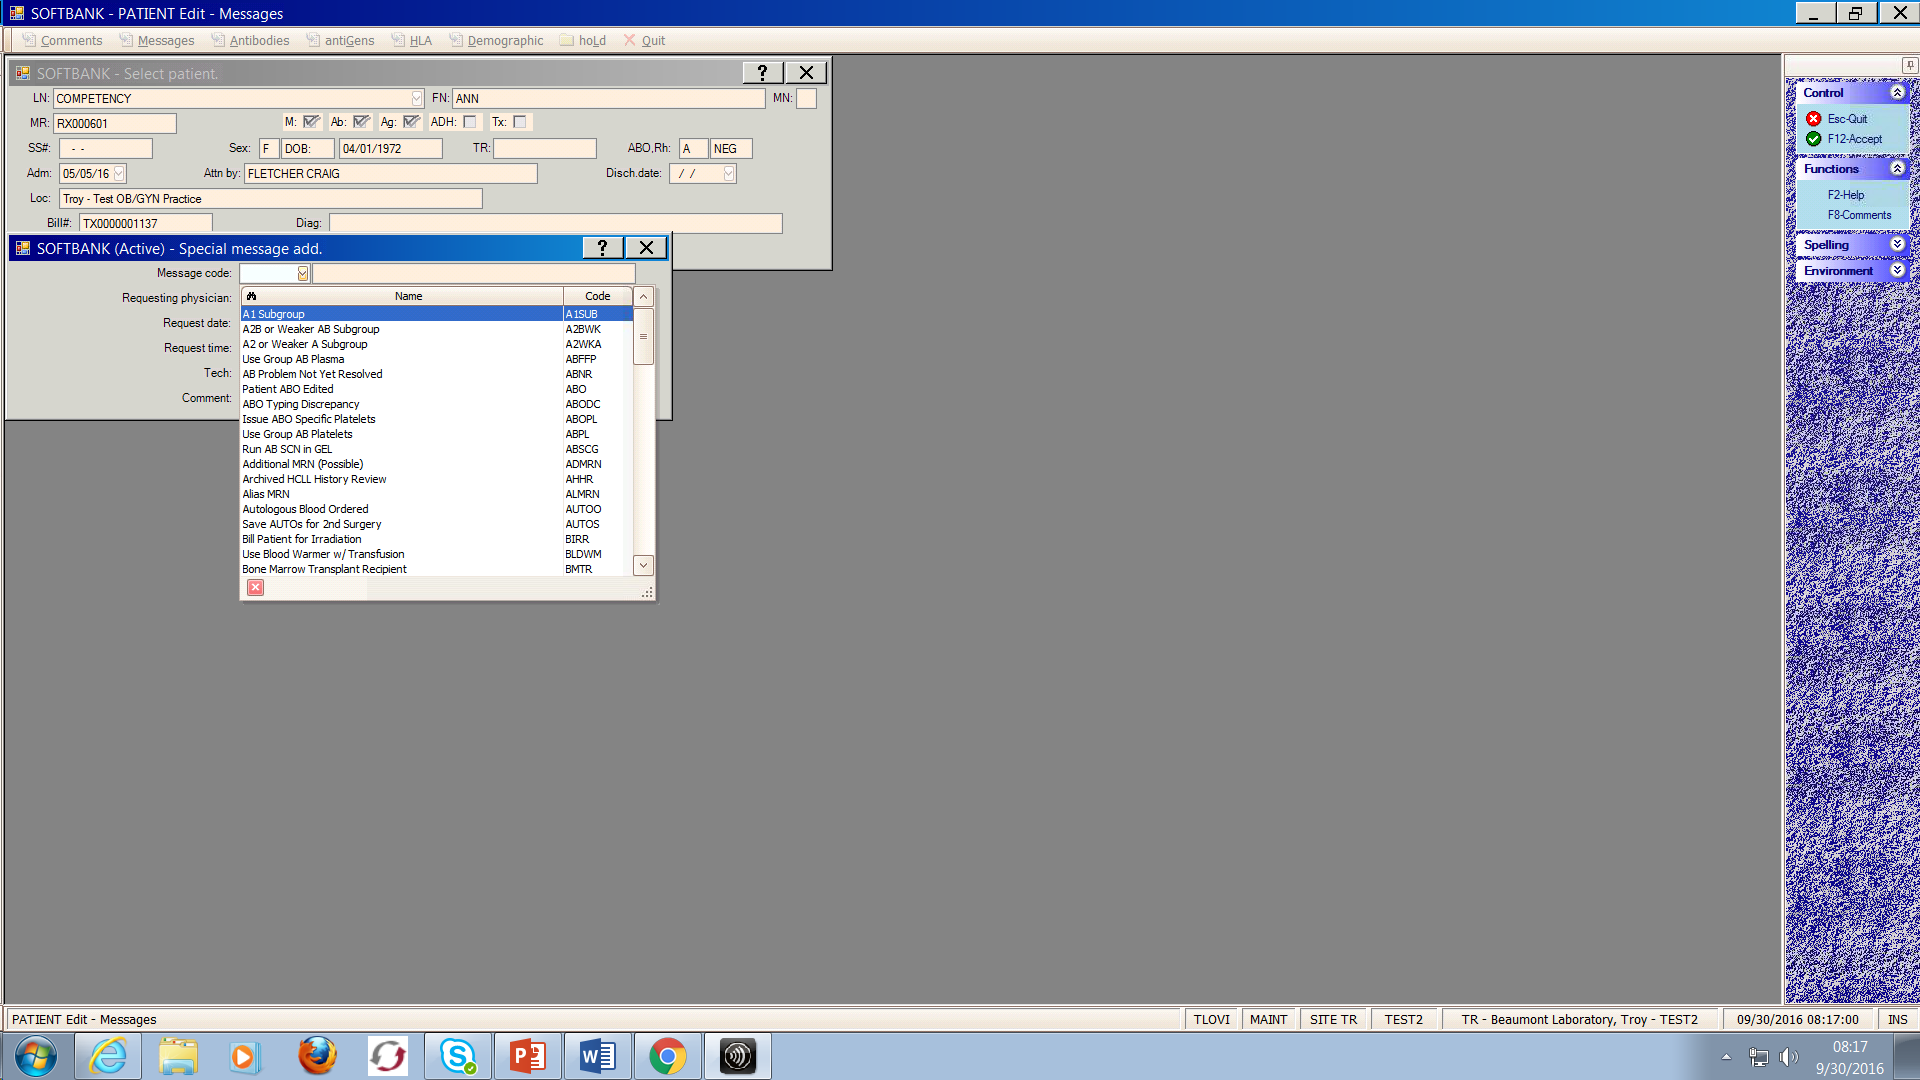 SOFTBANK - PATIENT Edit - Messages
Comments Messages Antibodies antiGens HLA Demographic hoLd Quit
SOFTBANK - Select patient. ?
LN: COMPETENCY FN: ANN MN:
MR: RX000601 M: Ab: Ag: ADH: Tx:
SS#: - - Sex: F DOB: 04/01/1972 TR: ABO,Rh: A NEG
Adm: 05/05/16 Attn by: FLETCHER CRAIG Disch.date: / /
Loc: Troy - Test OB/GYN Practice
Bill#: TX0000001137 Diag:
SOFTBANK (Active) - Special message add. ?
Message code:
Requesting physician:
Request date:
Request time:
Tech:
Comment:
Name Code
A1 Subgroup A1SUB
A2B or Weaker AB Subgroup A2BWK
A2 or Weaker A Subgroup A2WKA
Use Group AB Plasma ABFFP
AB Problem Not Yet Resolved ABNR
Patient ABO Edited ABO
ABO Typing Discrepancy ABODC
Issue ABO Specific Platelets ABOPL
Use Group AB Platelets ABPL
Run AB SCN in GEL ABSCG
Additional MRN (Possible) ADMRN
Archived HCLL History Review AHHR
Alias MRN ALMRN
Autologous Blood Ordered AUTOO
Save AUTOs for 2nd Surgery AUTOS
Bill Patient for Irradiation BIRR
Use Blood Warmer w/ Transfusion BLDWM
Bone Marrow Transplant Recipient BMTR
Control
Esc-Quit
F12-Accept
Functions
F2-Help
F8-Comments
Spelling
Environment
PATIENT Edit - Messages TLOVI MAINT SITE TR TEST2 TR - Beaumont Laboratory, Troy - TEST2 09/30/2016 08:17:00 INS
08:17
9/30/2016